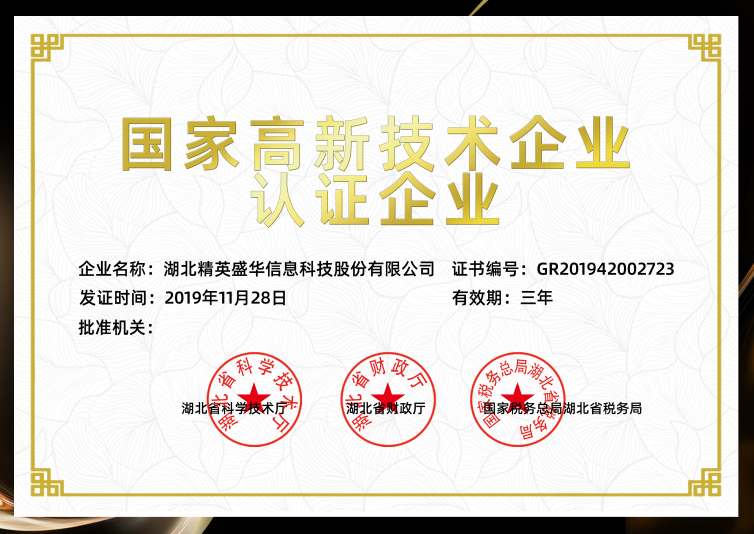 国家高新技术企业
认证企业
企业名称：湖北精英盛华信息科技股份有限公司 证书编号：GR201942002723
发证时间：2019年11月28日 有效期：三年
批准机关：
湖北省科学技术厅 湖北省财政厅 国家税务总局湖北省税务局
湖北省科学技术厅 湖北省财政厅 国家税务总局湖北省税务局